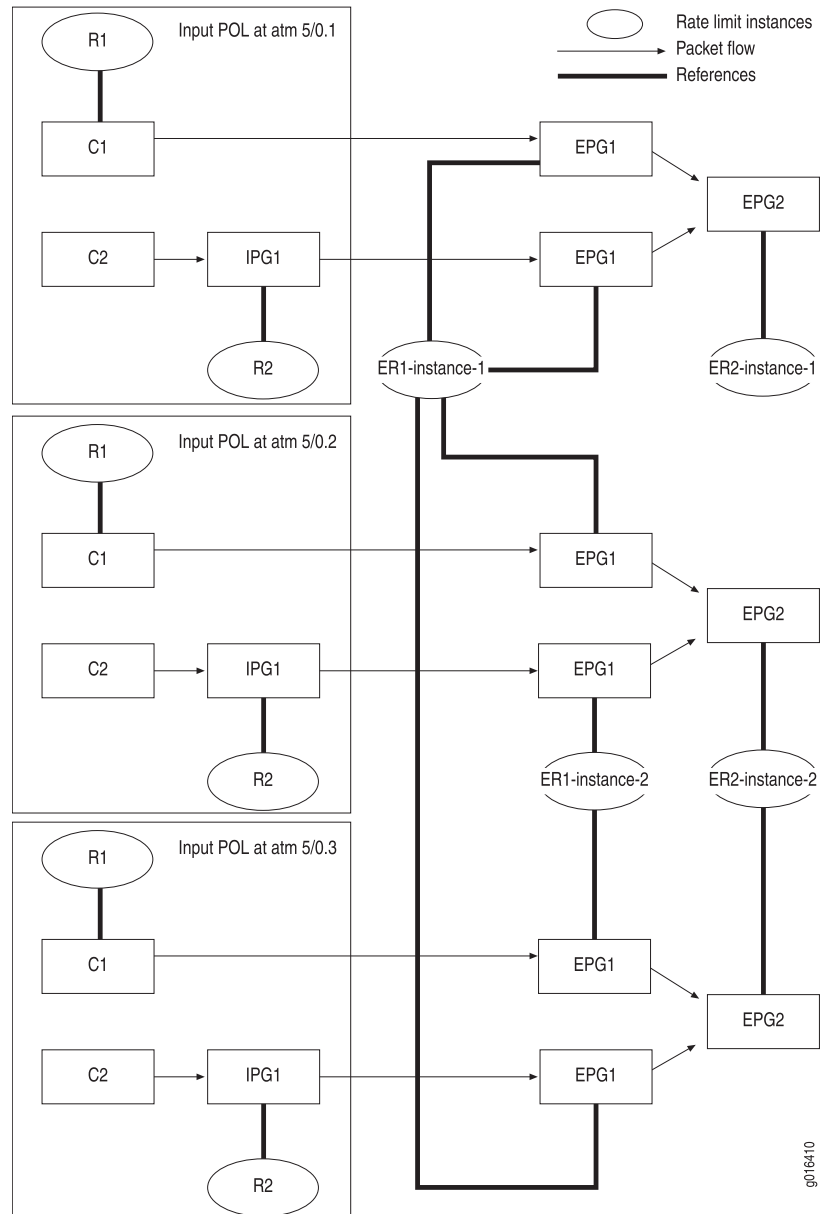 R1
Input POL at atm 5/0.1
Rate limit instances
Packet flow
References
C1
EPG1
EPG2
C2
IPG1
EPG1
R2
ER1-instance-1
ER2-instance-1
R1
Input POL at atm 5/0.2
C1
EPG1
EPG2
C2
IPG1
EPG1
R2
ER1-instance-2
ER2-instance-2
R1
Input POL at atm 5/0.3
C1
EPG1
EPG2
C2
IPG1
EPG1
R2
g016410